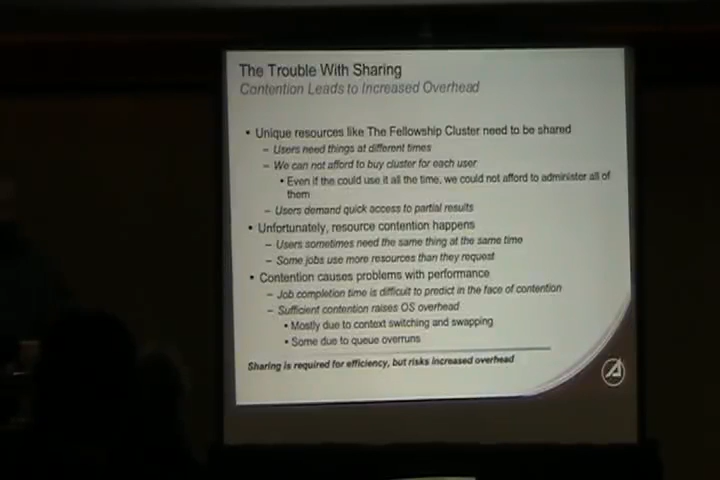 The Trouble With Sharing
Contention Leads to Increased Overhead
• Unique resources like The Fellowship Cluster need to be shared
– Users need things at different times
– We can not afford to buy cluster for each user
• Even if the could use it all the time, we could not afford to administer all of
them
– Users demand quick access to partial results
• Unfortunately, resource contention happens
– Users sometimes need the same thing at the same time
– Some jobs use more resources than they request
• Contention causes problems with performance
– Job completion time is difficult to predict in the face of contention
– Sufficient contention raises OS overhead
• Mostly due to context switching and swapping
• Some due to queue overruns
Sharing is required for efficiency, but risks increased overhead